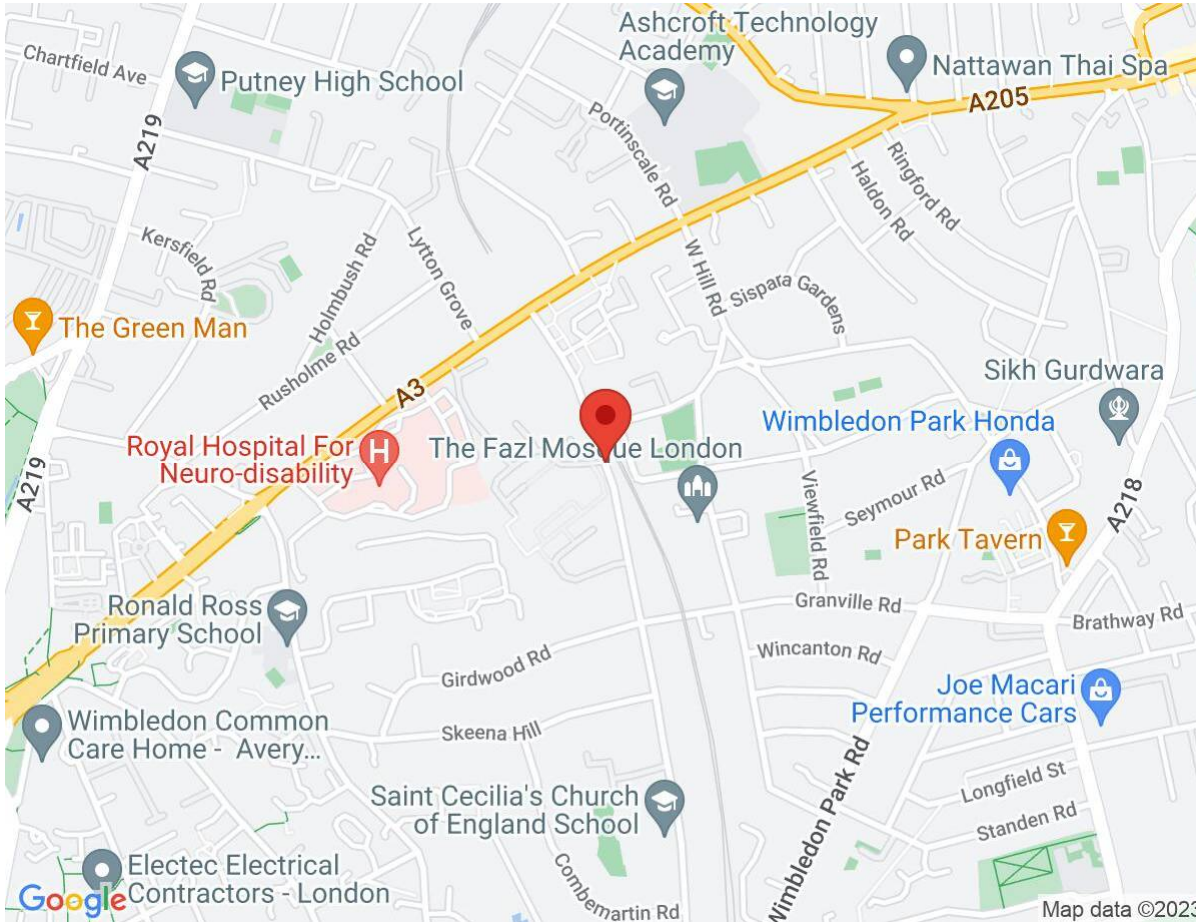 Ashcroft Technology
Academy
Chartfield Ave
Putney High School
Nattawan Thai Spa
A205
A219
Portinscale Rd
Ringford Rd
Haldon Rd
Kersfield Rd
Holmbush Rd
Lytton Grove
W Hill Rd
Sispara Gardens
The Green Man
Rusholme Rd
A3
Sikh Gurdwara
Wimbledon Park Honda
Royal Hospital For
Neuro-disability
The Fazl Mosque London
A219
Viewfield Rd
Seymour Rd
A218
Park Tavern
Ronald Ross
Primary School
Granville Rd
Brathway Rd
Wincanton Rd
Girdwood Rd
Joe Macari
Performance Cars
Wimbledon Common
Care Home - Avery...
Skeena Hill
Wimbledon Park Rd
Longfield St
Saint Cecilia's Church
of England School
Standen Rd
Electec Electrical
Contractors - London
Combemartin Rd
Google
Map data ©2023
H